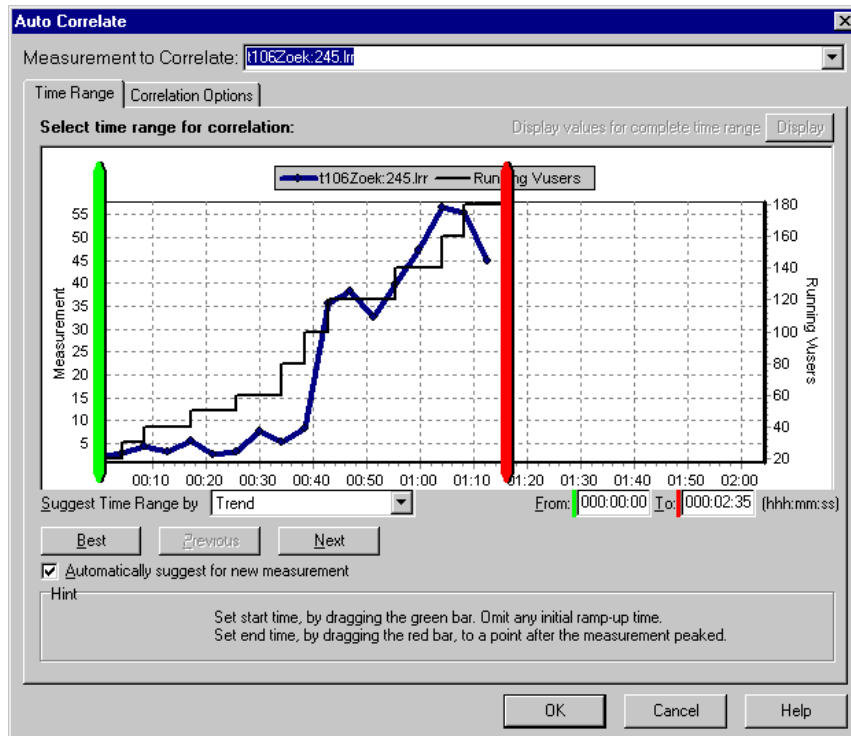 Auto Correlate
Measurement to Correlate: t106Zoek:245.lrr
Time Range Correlation Options
Select time range for correlation: Display values for complete time range Display
t106Zoek:245.lrr Running Vusers
55
50
45
40
35
30
25
20
15
10
5
Measurement
180
160
140
120
100
80
60
40
20
Running Vusers
00:10 00:20 00:30 00:40 00:50 01:00 01:10 01:20 01:30 01:40 01:50 02:00
Suggest Time Range by Trend From: 000:00:00 To: 000:02:35 (hhh:mm:ss)
Best Previous Next
Automatically suggest for new measurement
Hint
Set start time, by dragging the green bar. Omit any initial ramp-up time.
Set end time, by dragging the red bar, to a point after the measurement peaked.
OK Cancel Help